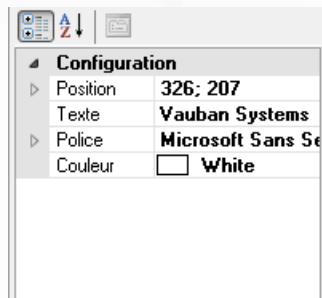 Configuration
Position 326; 207
Texte Vauban Systems
Police Microsoft Sans Se
Couleur White